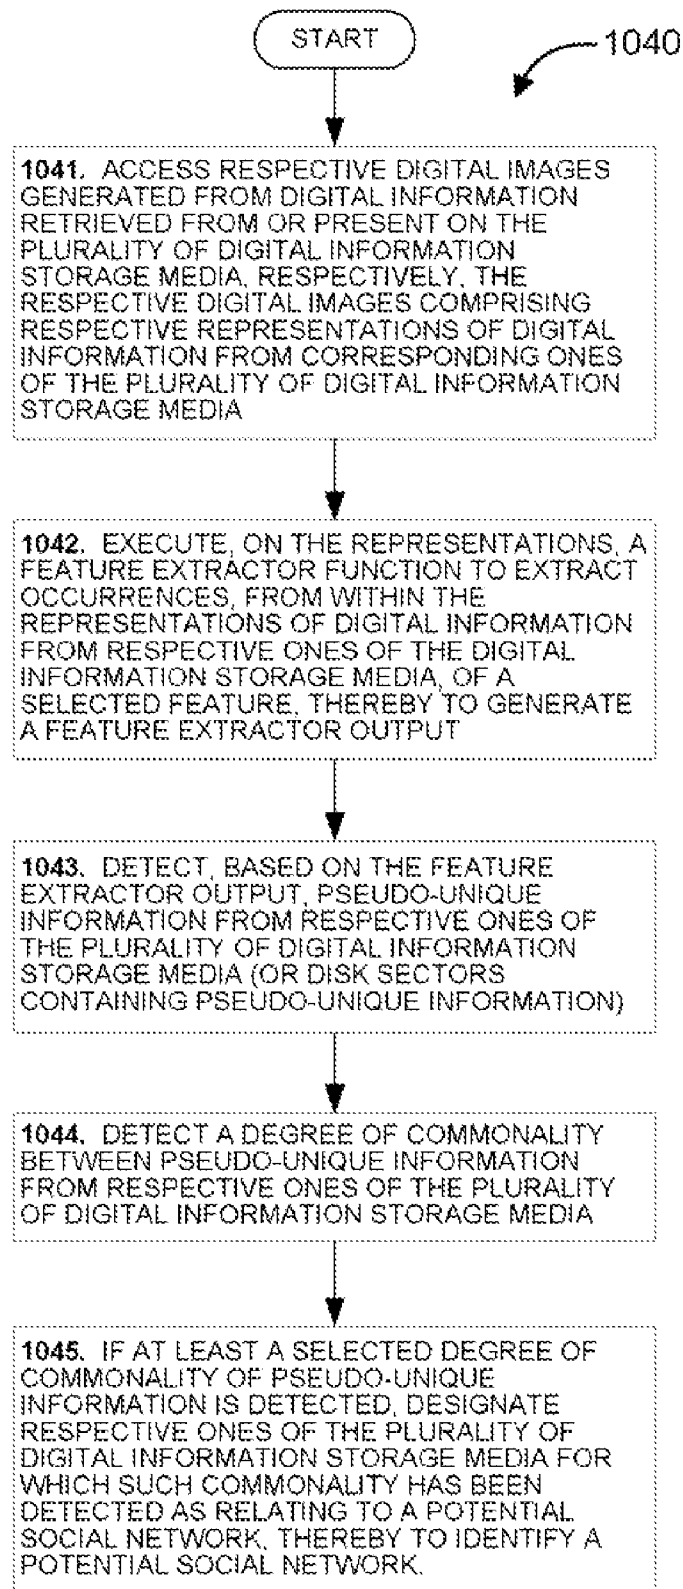 START
1040
1041. ACCESS RESPECTIVE DIGITAL IMAGES
GENERATED FROM DIGITAL INFORMATION
RETRIEVED FROM OR PRESENT ON THE
PLURALITY OF DIGITAL INFORMATION
STORAGE MEDIA, RESPECTIVELY, THE
RESPECTIVE DIGITAL IMAGES COMPRISING
RESPECTIVE REPRESENTATIONS OF DIGITAL
INFORMATION FROM CORRESPONDING ONES
OF THE PLURALITY OF DIGITAL INFORMATION
STORAGE MEDIA
1042. EXECUTE, ON THE REPRESENTATIONS, A
FEATURE EXTRACTOR FUNCTION TO EXTRACT
OCCURRENCES, FROM WITHIN THE
REPRESENTATIONS OF DIGITAL INFORMATION
FROM RESPECTIVE ONES OF THE DIGITAL
INFORMATION STORAGE MEDIA, OF A
SELECTED FEATURE, THEREBY TO GENERATE
A FEATURE EXTRACTOR OUTPUT
1043. DETECT, BASED ON THE FEATURE
EXTRACTOR OUTPUT, PSEUDO-UNIQUE
INFORMATION FROM RESPECTIVE ONES OF
THE PLURALITY OF DIGITAL INFORMATION
STORAGE MEDIA (OR DISK SECTORS
CONTAINING PSEUDO-UNIQUE INFORMATION)
1044. DETECT A DEGREE OF COMMONALITY
BETWEEN PSEUDO-UNIQUE INFORMATION
FROM RESPECTIVE ONES OF THE PLURALITY
OF DIGITAL INFORMATION STORAGE MEDIA
1045. IF AT LEAST A SELECTED DEGREE OF
COMMONALITY OF PSEUDO-UNIQUE
INFORMATION IS DETECTED, DESIGNATE
RESPECTIVE ONES OF THE PLURALITY OF
DIGITAL INFORMATION STORAGE MEDIA FOR
WHICH SUCH COMMONALITY HAS BEEN
DETECTED AS RELATING TO A POTENTIAL
SOCIAL NETWORK, THEREBY TO IDENTIFY A
POTENTIAL SOCIAL NETWORK.